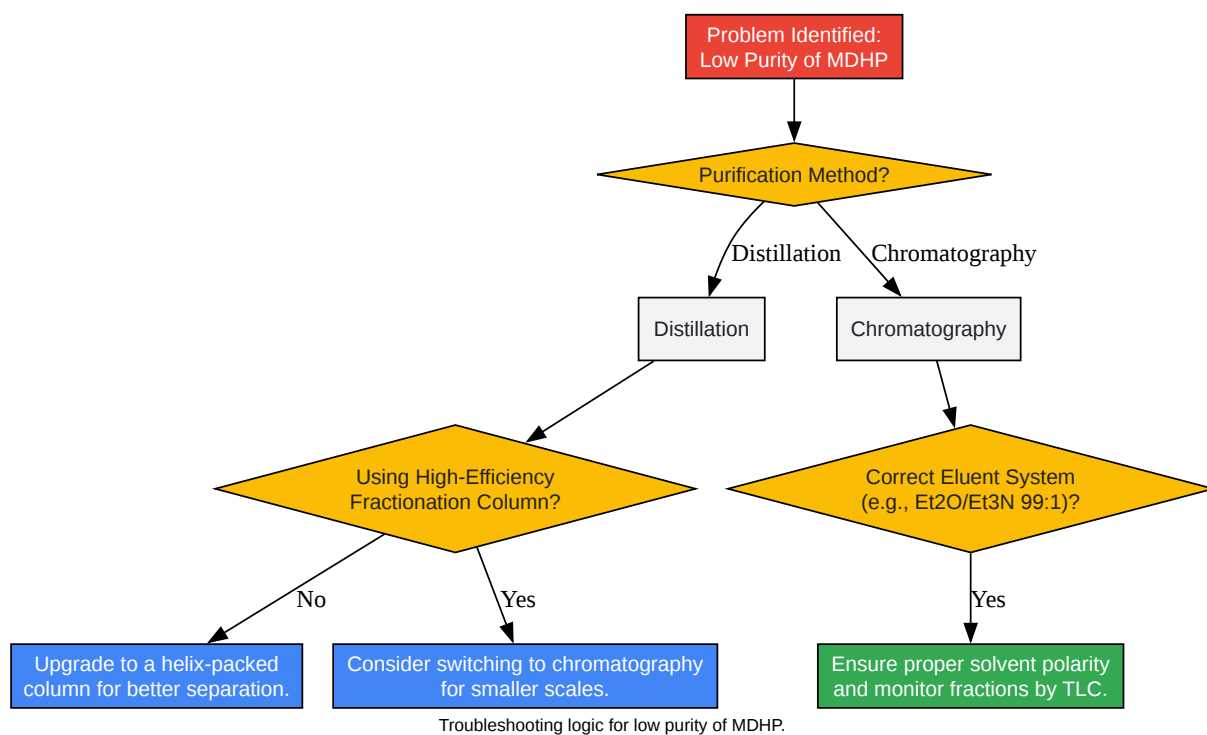 Problem Identified:
Low Purity of MDHP
Purification Method?
Distillation
Chromatography
Distillation
Chromatography
Using High-Efficiency
Fractionation Column?
Correct Eluent System
(e.g., Et2O/Et3N 99:1)?
No
Yes
Yes
Upgrade to a helix-packed
column for better separation.
Consider switching to chromatography
for smaller scales.
Ensure proper solvent polarity
and monitor fractions by TLC.
Troubleshooting logic for low purity of MDHP.